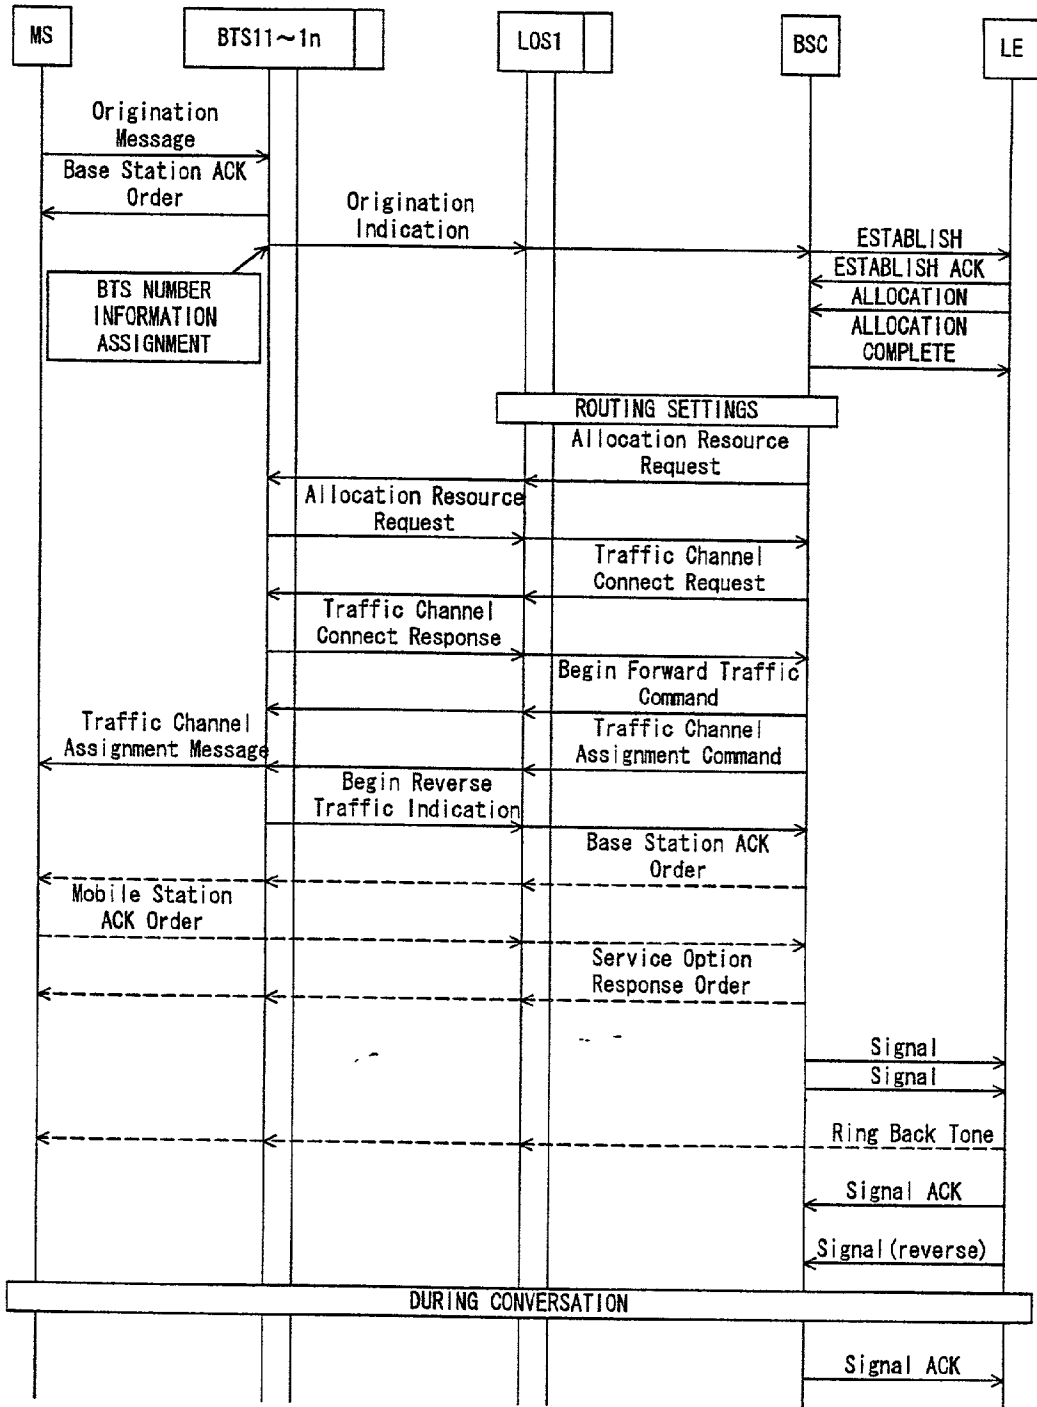 MS
BTS11～1n
LOS1
BSC
LE
Origination
Message
Base Station ACK
Order
Origination
Indication
ESTABLISH
ESTABLISH ACK
BTS NUMBER
INFORMATION
ASSIGNMENT
ALLOCATION
ALLOCATION
COMPLETE
ROUTING SETTINGS
Allocation Resource
Request
Allocation Resource
Request
Traffic Channel
Connect Request
Traffic Channel
Connect Response
Begin Forward Traffic
Command
Traffic Channel
Assignment Message
Traffic Channel
Assignment Command
Begin Reverse
Traffic Indication
Base Station ACK
Order
Mobile Station
ACK Order
Service Option
Response Order
Signal
Signal
Ring Back Tone
Signal ACK
Signal(reverse)
DURING CONVERSATION
Signal ACK